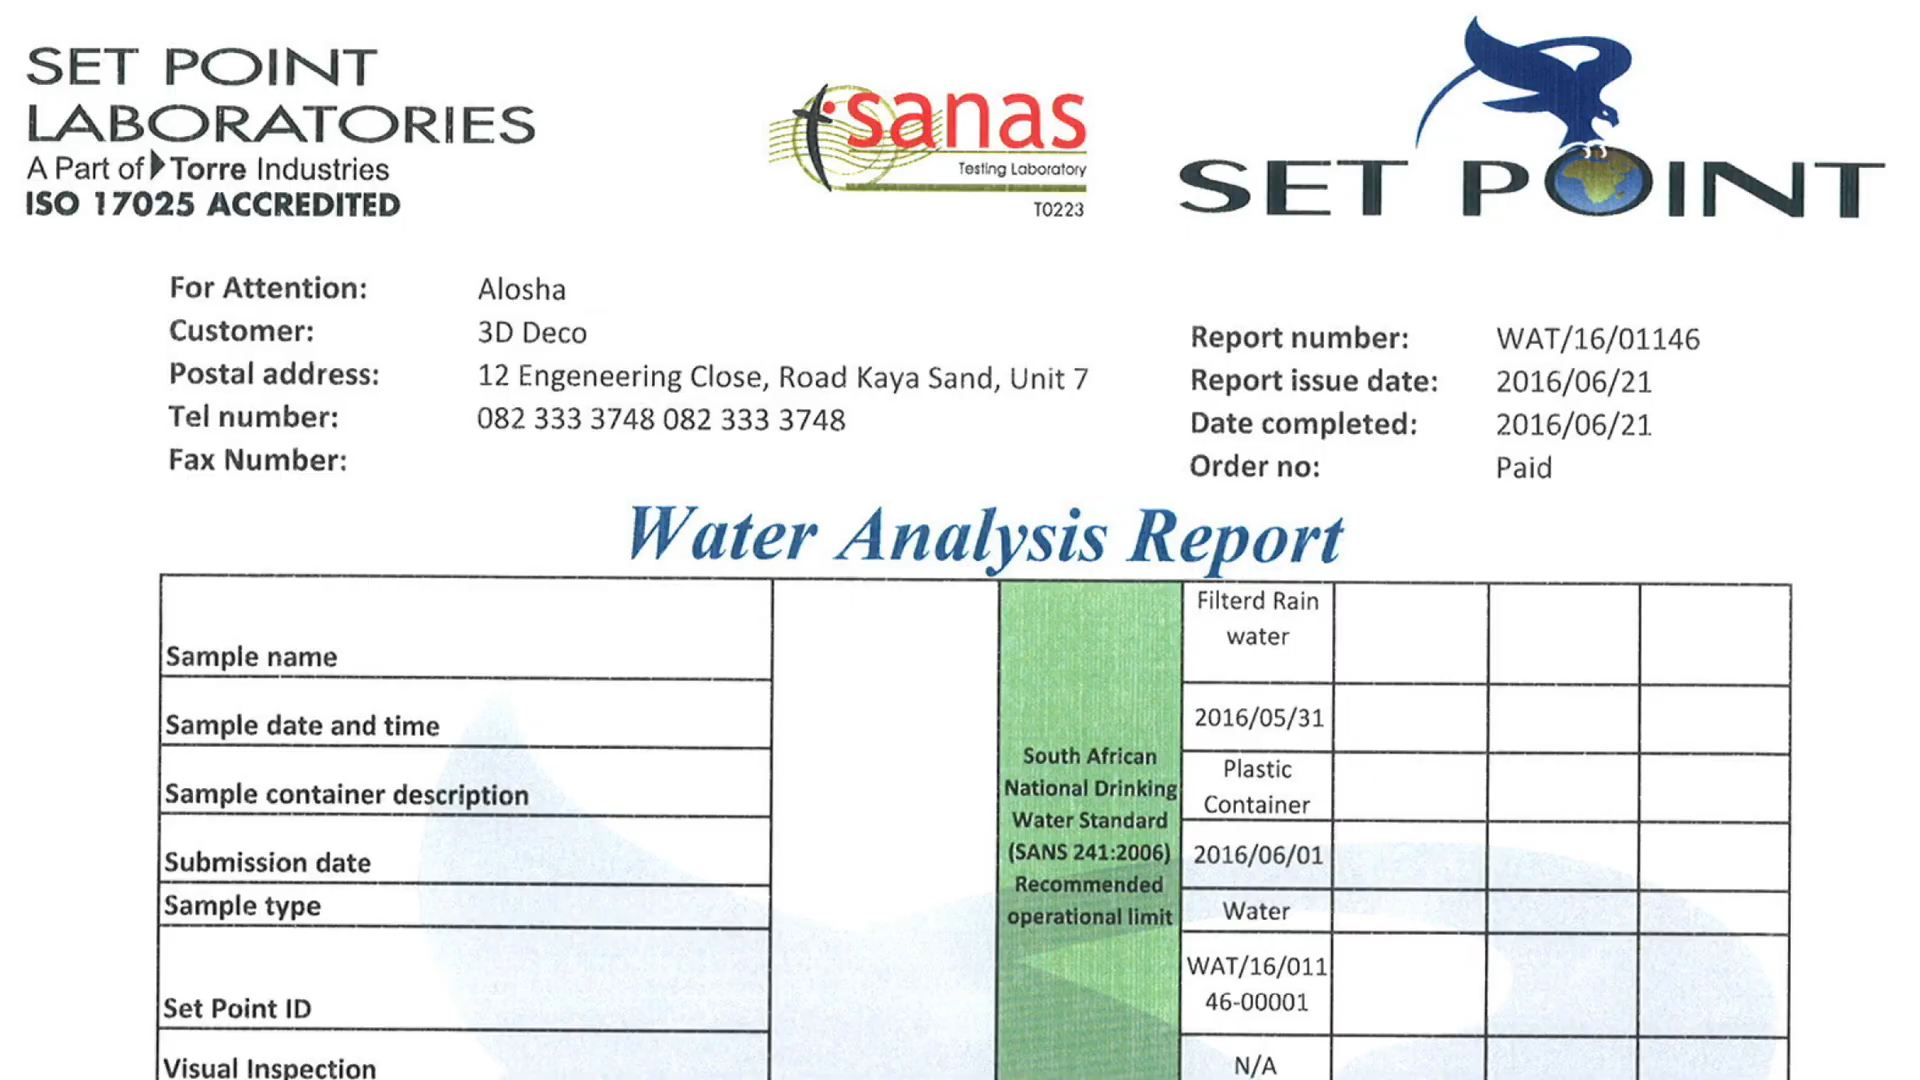 SET POINT
LABORATORIES
A Part of Torre Industries
ISO 17025 ACCREDITED
sanas
Testing Laboratory
T0223
SET POINT
For Attention: Alosha
Customer: 3D Deco
Postal address: 12 Engeneering Close, Road Kaya Sand, Unit 7
Tel number: 082 333 3748 082 333 3748
Fax Number:
Report number: WAT/16/01146
Report issue date: 2016/06/21
Date completed: 2016/06/21
Order no: Paid
Water Analysis Report
Sample name
Sample date and time
Sample container description
Submission date
Sample type
Set Point ID
Visual Inspection
South African
National Drinking
Water Standard
(SANS 241:2006)
Recommended
operational limit
Filterd Rain
water
2016/05/31
Plastic
Container
2016/06/01
Water
WAT/16/011
46-00001
N/A